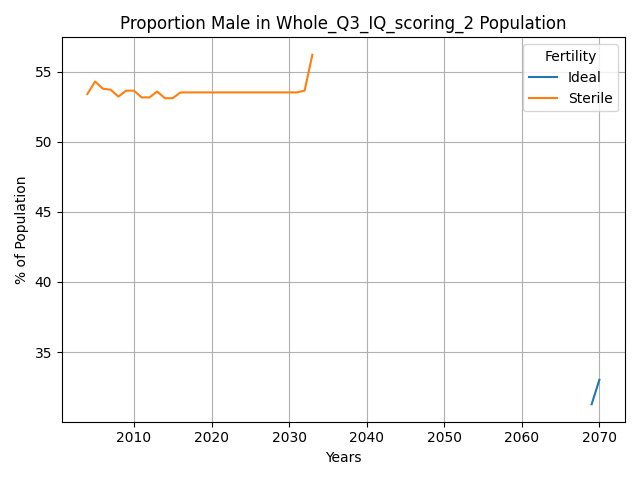 Proportion Male in Whole_Q3_IQ_scoring_2 Population
Fertility
Ideal
Sterile
% of Population
55
50
45
40
35
2010 2020 2030 2040 2050 2060 2070
Years